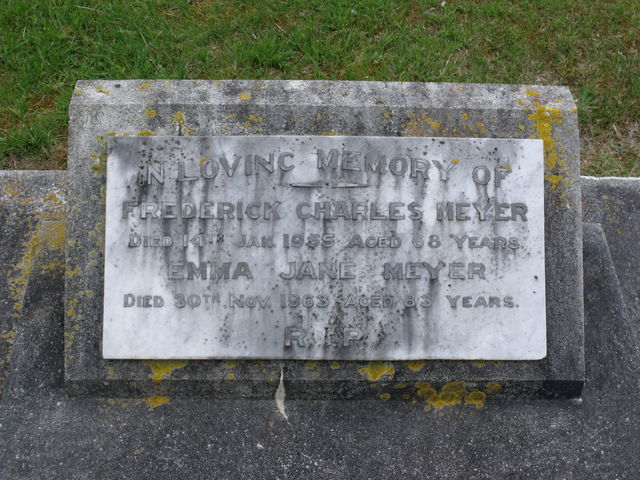 IN LOVING MEMORY OF
FREDERICK CHARLES MEYER
DIED 14TH JAN. 1955 AGED 68 YEARS.
EMMA JANE MEYER
DIED 30TH NOV. 1963 AGED 83 YEARS.
R.I.P.